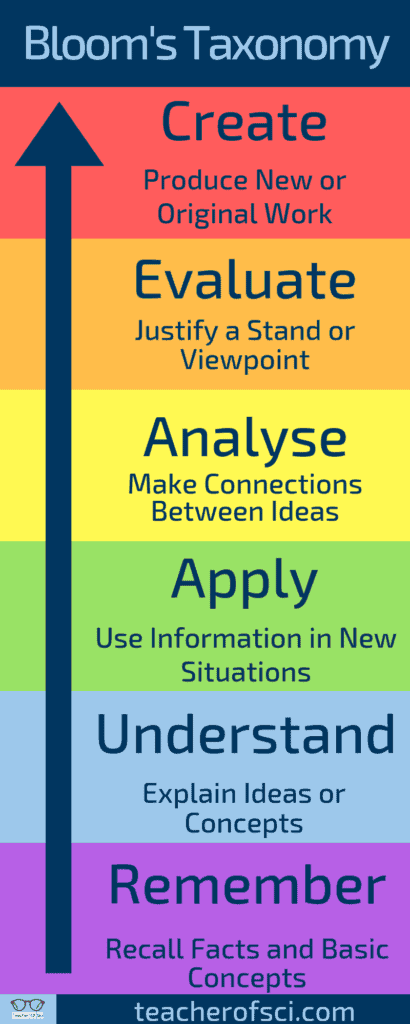 Bloom's Taxonomy
Create
Produce New or
Original Work
Evaluate
Justify a Stand or
Viewpoint
Analyse
Make Connections
Between Ideas
Apply
Use Information in New
Situations
Understand
Explain Ideas or
Concepts
Remember
Recall Facts and Basic
Concepts
teacherofsci.com